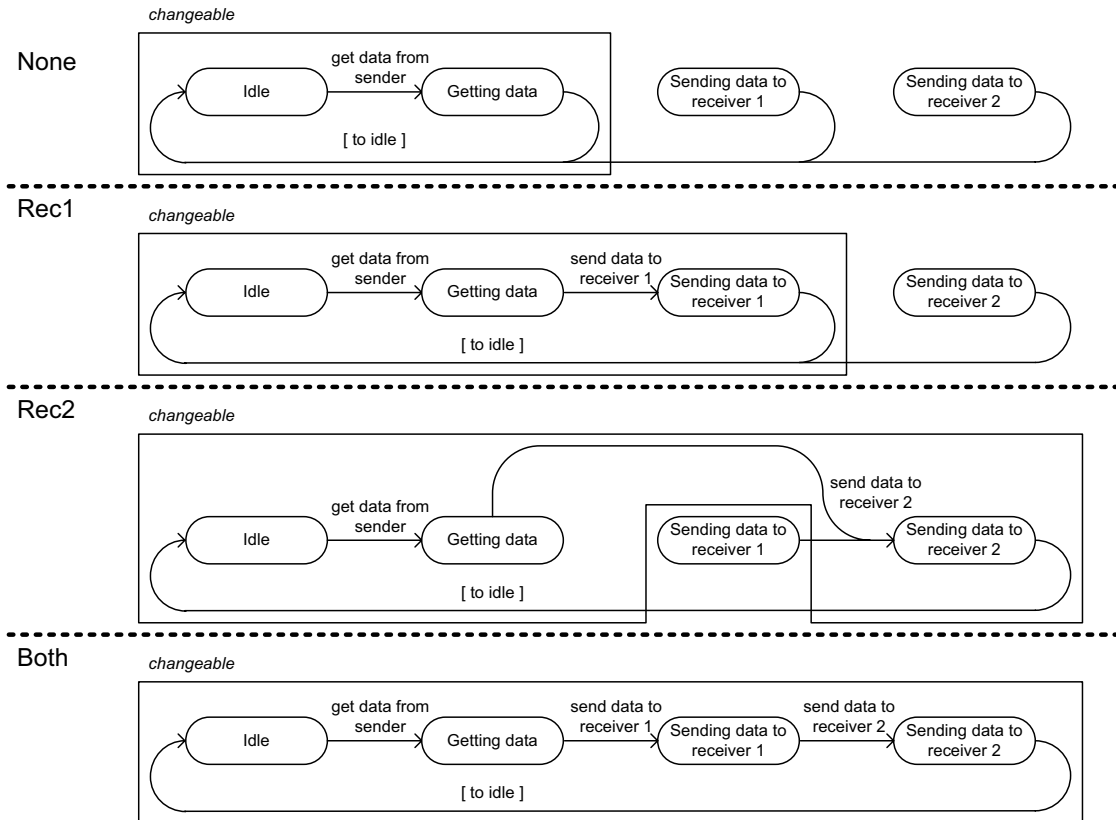 changeable
None
get data from
sender
Idle
Getting data
Sending data to
receiver 1
Sending data to
receiver 2
[ to idle ]
Rec1
changeable
get data from
sender
send data to
receiver 1
Idle
Getting data
Sending data to
receiver 1
Sending data to
receiver 2
[ to idle ]
Rec2
changeable
send data to
receiver 2
get data from
sender
Idle
Getting data
Sending data to
receiver 1
Sending data to
receiver 2
[ to idle ]
Both
changeable
get data from
sender
send data to
receiver 1
send data to
receiver 2
Idle
Getting data
Sending data to
receiver 1
Sending data to
receiver 2
[ to idle ]